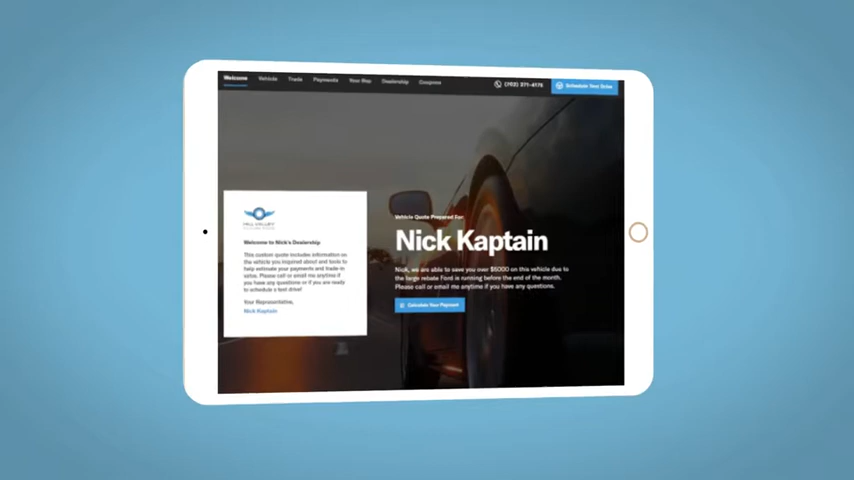 Welcome Vehicle Trade Payments Your Rep Dealership Coupons
Schedule Test Drive
Vehicle Quote Prepared For:
Nick Kaptain
Nick, we are able to save you over $5000 on this vehicle due to
the large rebate Ford is running before the end of the month.
Please call or email me anytime if you have any questions.
Calculate Your Payment
Welcome to Nick's Dealership
This custom quote includes information on
the vehicle you inquired about and tools to
help estimate your payments and trade-in
value. Please call or email me anytime if
you have any questions or if you are ready
to schedule a test drive!
Your Representative,
Nick Kaptain